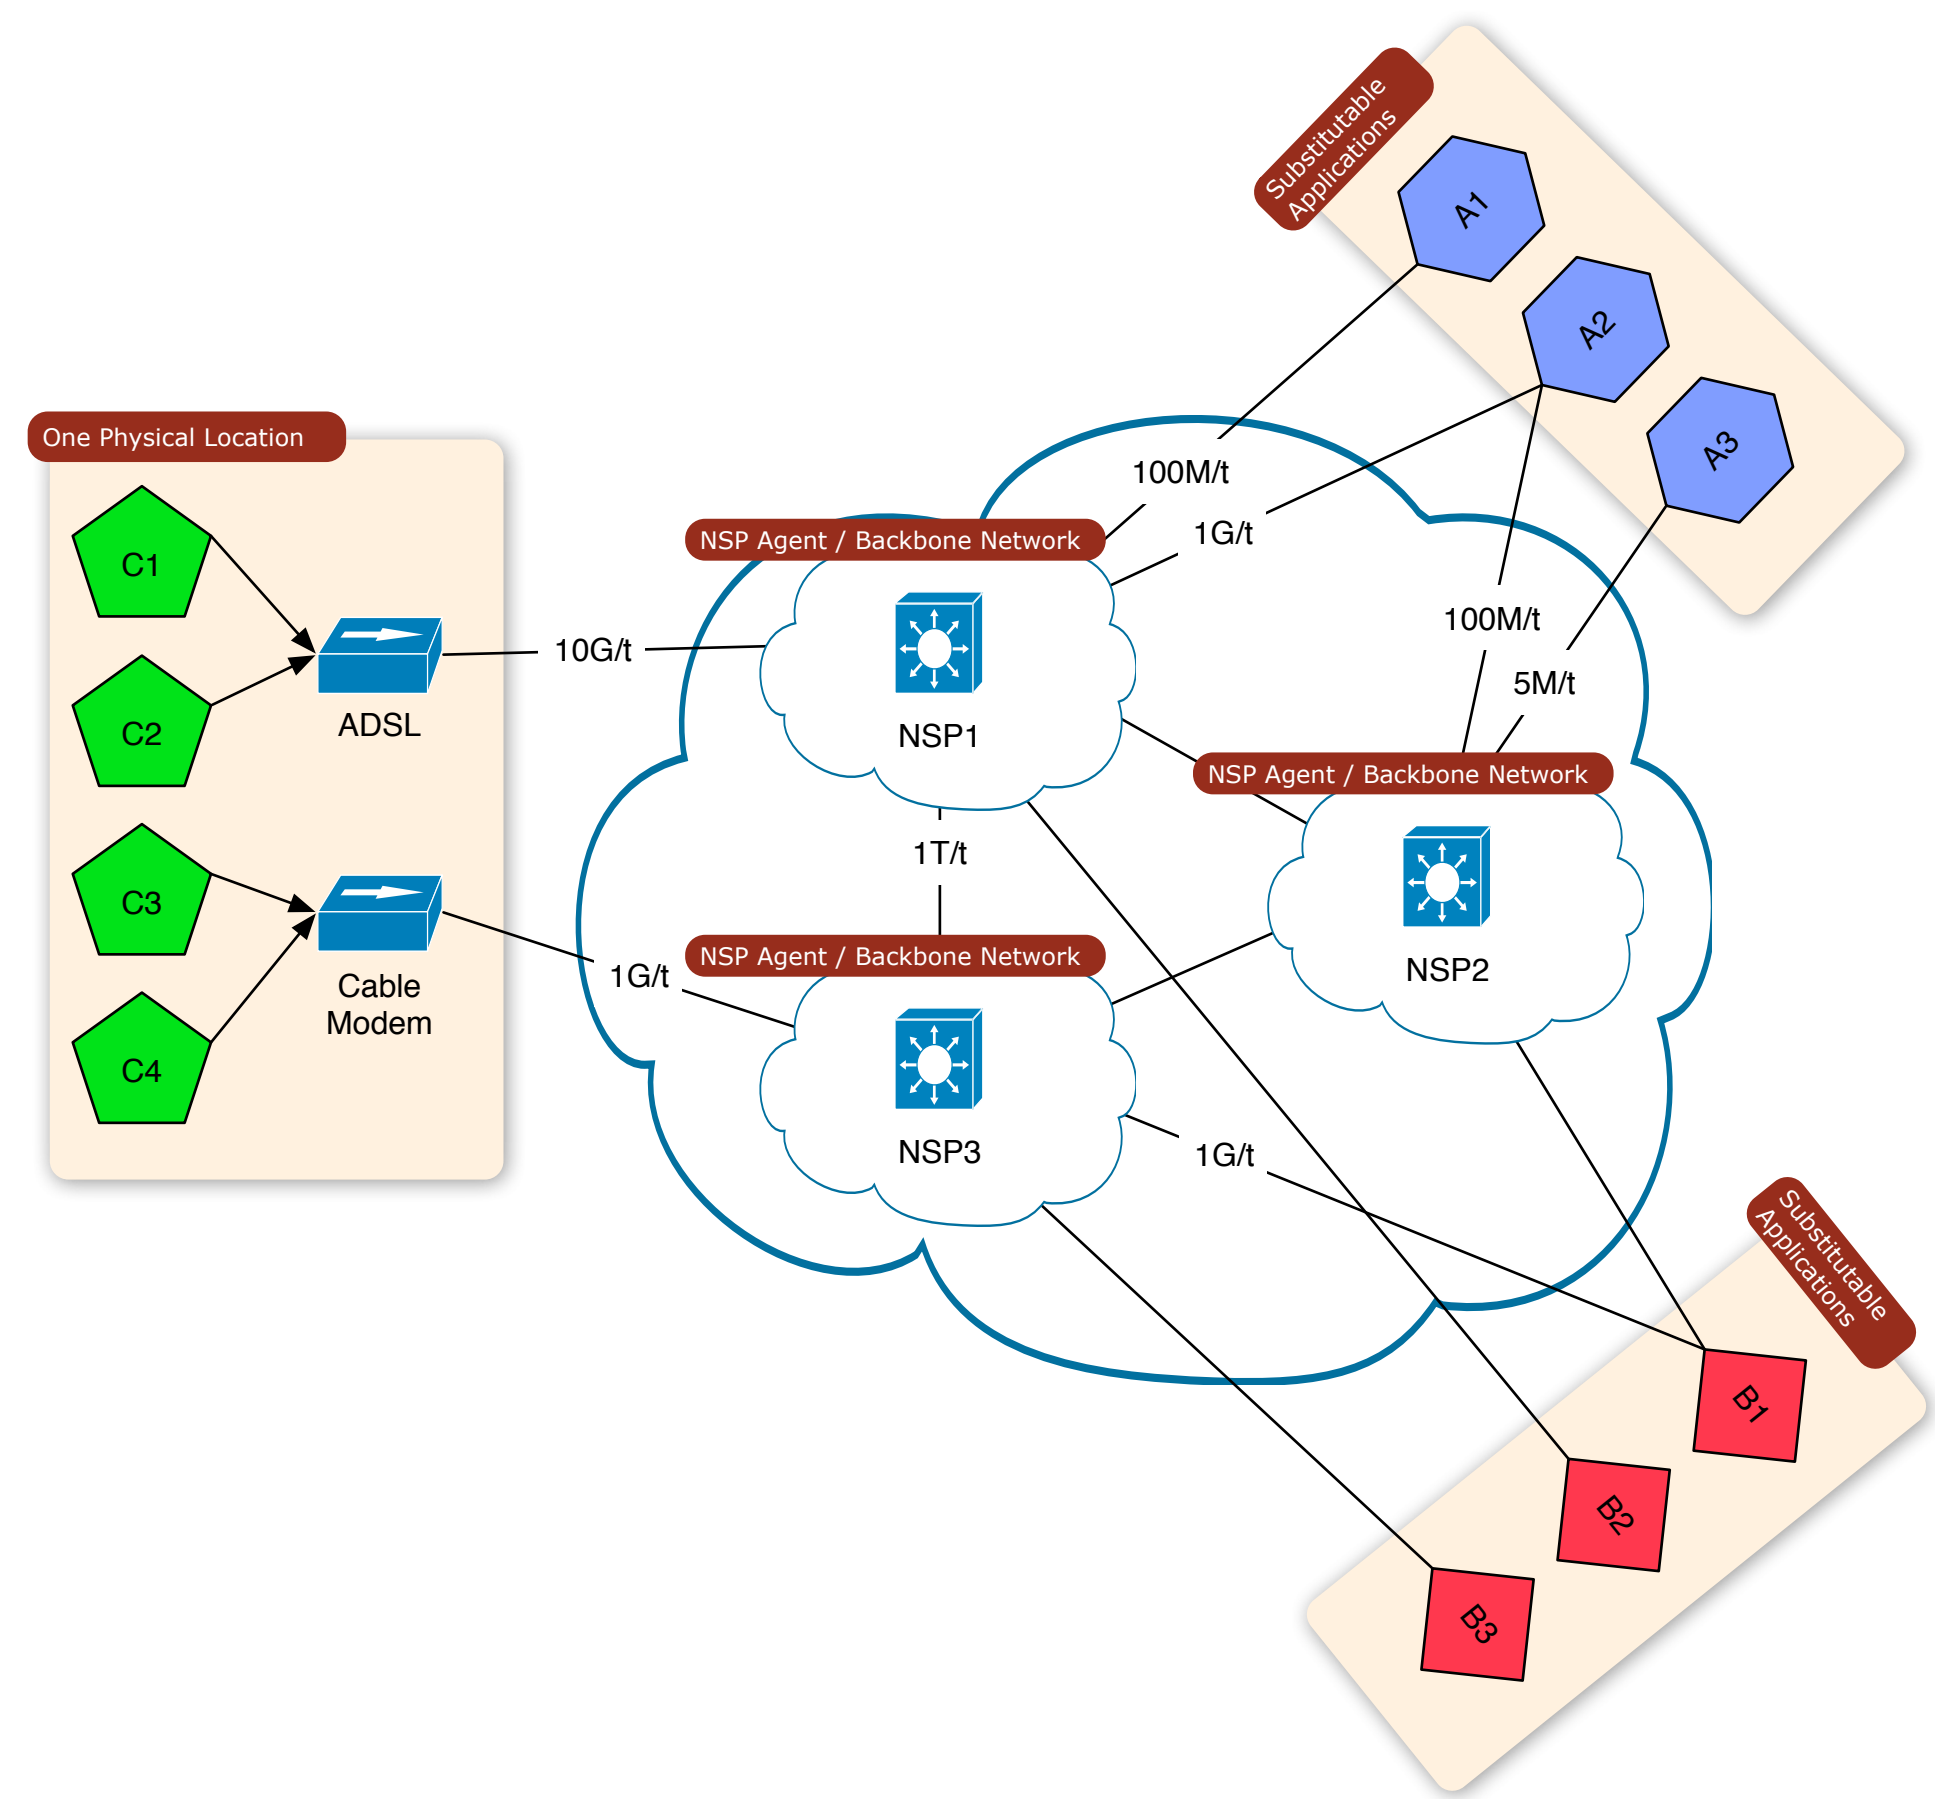 Substitutable
Applications
A1
A2
A3
One Physical Location
C1
C2
C3
C4
ADSL
Cable
Modem
10G/t
1G/t
100M/t
1G/t
100M/t
5M/t
NSP Agent / Backbone Network
NSP1
NSP Agent / Backbone Network
NSP2
1T/t
NSP Agent / Backbone Network
NSP3
1G/t
Substitutable
Applications
B1
B2
B3